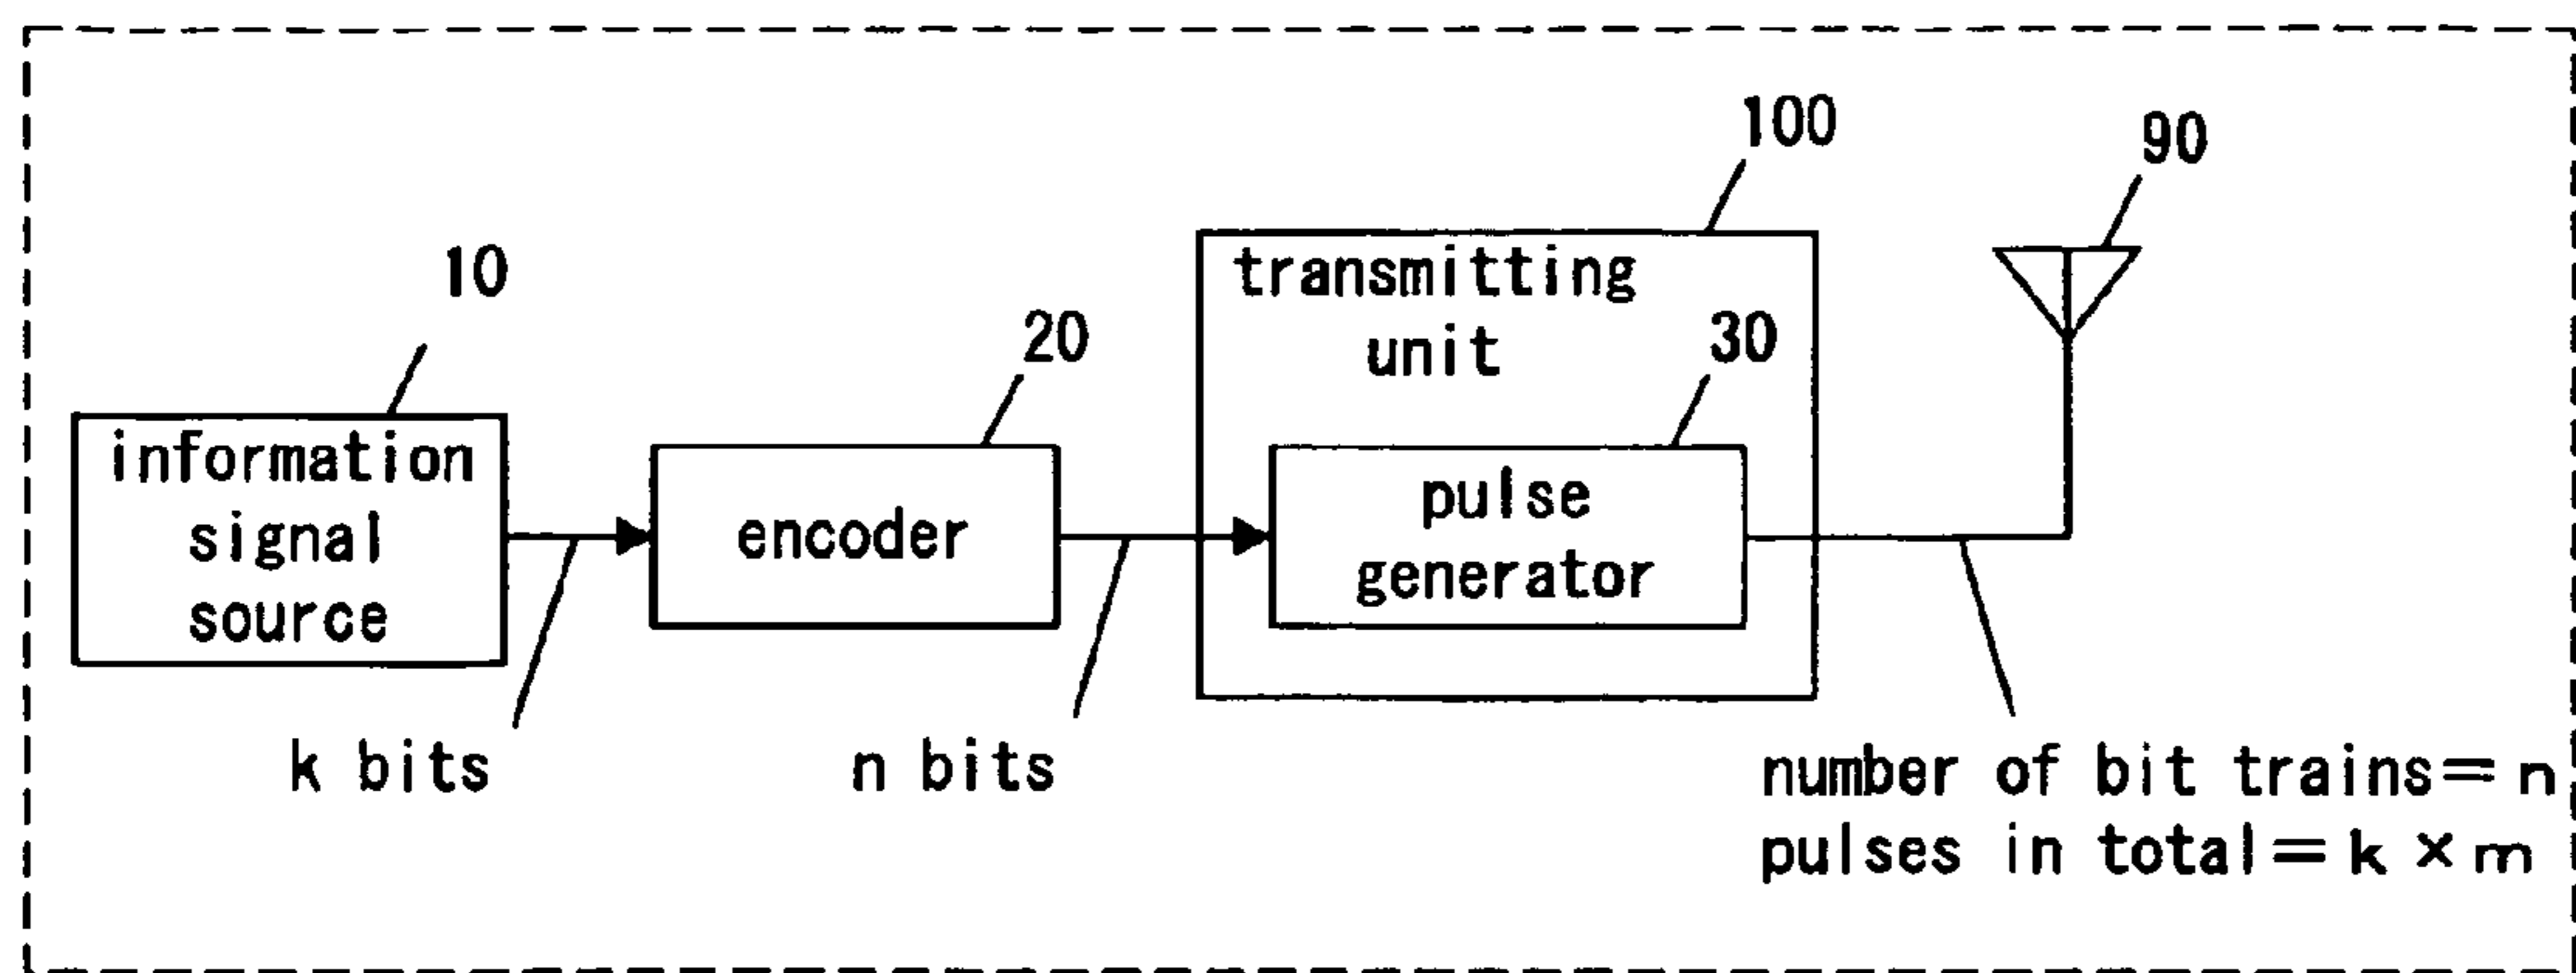 100
90
10
20
transmitting
unit
30
information
signal
source
encoder
pulse
generator
k bits
n bits
number of bit trains=n
pulses in total=k×m